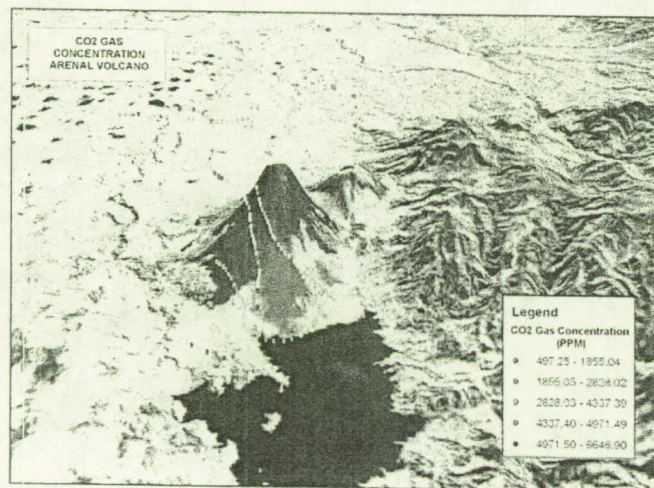 CO2 GAS
CONCENTRATION
ARENAL VOLCANO
Legend
CO2 Gas Concentration
(PPM)
497.25 - 1855.04
1855.05 - 2828.02
2828.03 - 4337.39
4337.40 - 4971.49
4971.50 - 6646.90